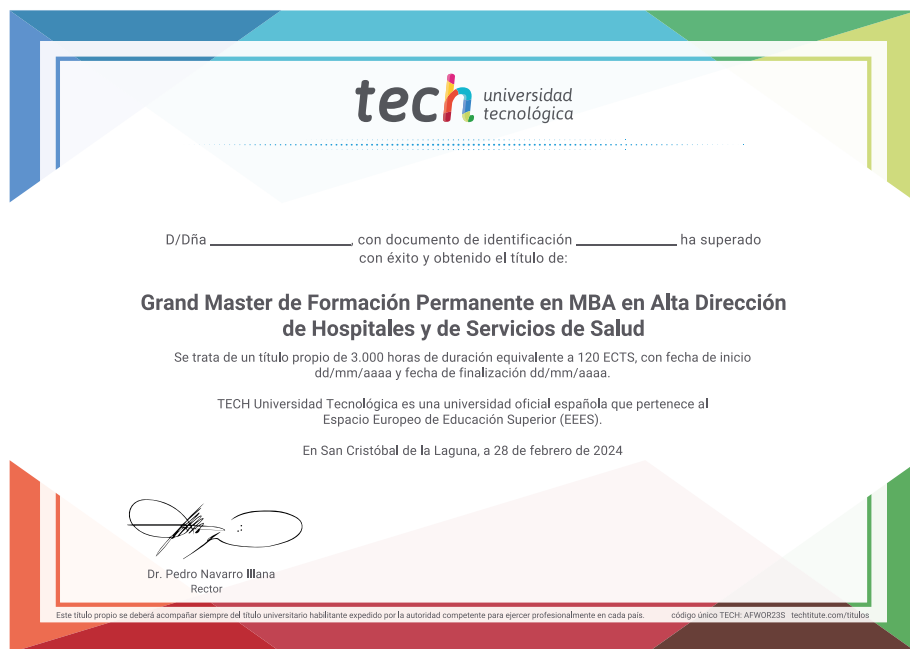 tech universidad
tecnológica
D/Dña ______________, con documento de identificación __________ ha superado
con éxito y obtenido el título de:
Grand Master de Formación Permanente en MBA en Alta Dirección
de Hospitales y de Servicios de Salud
Se trata de un título propio de 3.000 horas de duración equivalente a 120 ECTS, con fecha de inicio
dd/mm/aaaa y fecha de finalización dd/mm/aaaa.
TECH Universidad Tecnológica es una universidad oficial española que pertenece al
Espacio Europeo de Educación Superior (EEES).
En San Cristóbal de la Laguna, a 28 de febrero de 2024
Dr. Pedro Navarro Illana
Rector
Este título propio se deberá acompañar siempre del título universitario habilitante expedido por la autoridad competente para ejercer profesionalmente en cada país. código único TECH: AFWOR23S techtitute.com/titulos